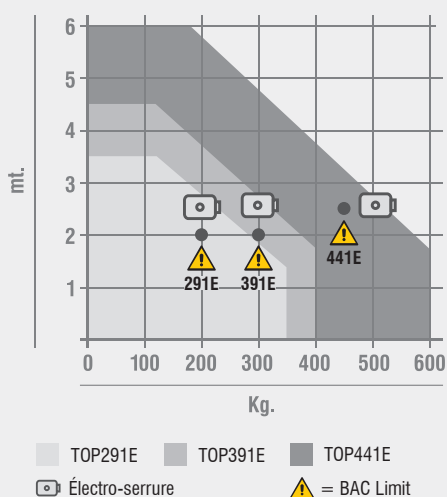 6
5
4
3
2
1
mt.
291E
391E
441E
0 100 200 300 400 500 600
Kg.
TOP291E TOP391E TOP441E
Électro-serrure = BAC Limit